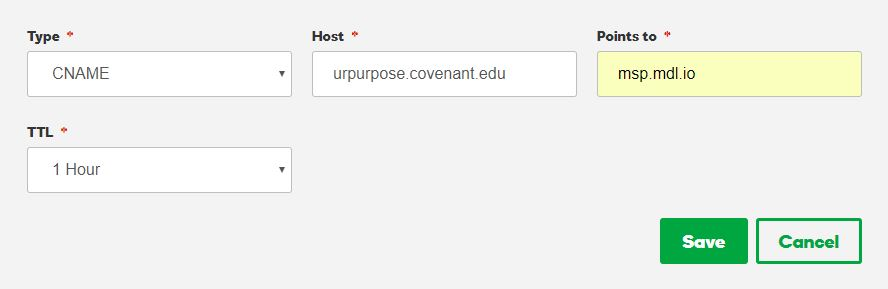 Type * Host * Points to *
CNAME urpurpose.covenant.edu msp.mdl.io
TTL *
1 Hour
Save Cancel